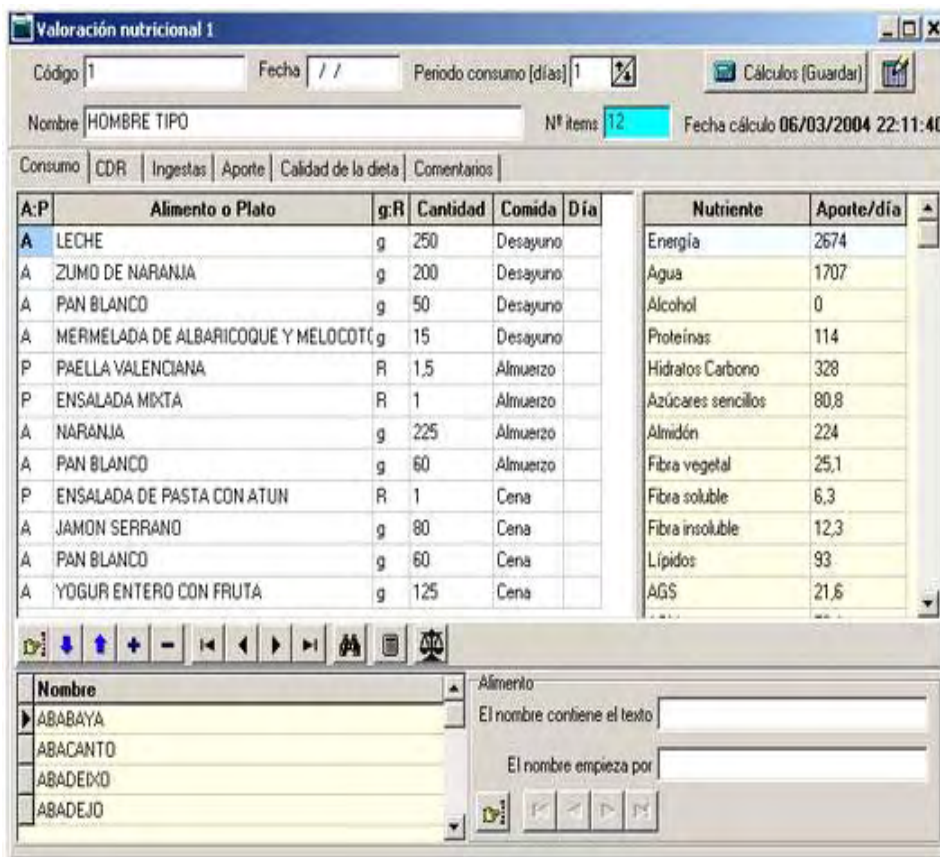 Valoración nutricional 1
Código 1 Fecha / / Periodo consumo [días] 1 Cálculos (Guardar)
Nombre HOMBRE TIPO Nº items 12 Fecha cálculo 06/03/2004 22:11:40
Consumo CDR Ingestas Aporte Calidad de la dieta Comentarios
A:P Alimento o Plato g:R Cantidad Comida Día Nutriente Aporte/día
A LECHE g 250 Desayuno Energía 2674
A ZUMO DE NARANJA g 200 Desayuno Agua 1707
A PAN BLANCO g 50 Desayuno Alcohol 0
A MERMELADA DE ALBARICOQUE Y MELOCOT g 15 Desayuno Proteínas 114
P PAELLA VALENCIANA R 1,5 Almuerzo Hidratos Carbono 328
P ENSALADA MIXTA R 1 Almuerzo Azúcares sencillos 80,8
A NARANJA g 225 Almuerzo Almidón 224
A PAN BLANCO g 60 Almuerzo Fibra vegetal 25,1
P ENSALADA DE PASTA CON ATUN R 1 Cena Fibra soluble 6,3
A JAMON SERRANO g 80 Cena Fibra insoluble 12,3
A PAN BLANCO g 60 Cena Lípidos 93
A YOGUR ENTERO CON FRUTA g 125 Cena AGS 21,6
Nombre Alimento
ABABAYA El nombre contiene el texto
ABACANTO
ABADEIXO El nombre empieza por
ABADEJO